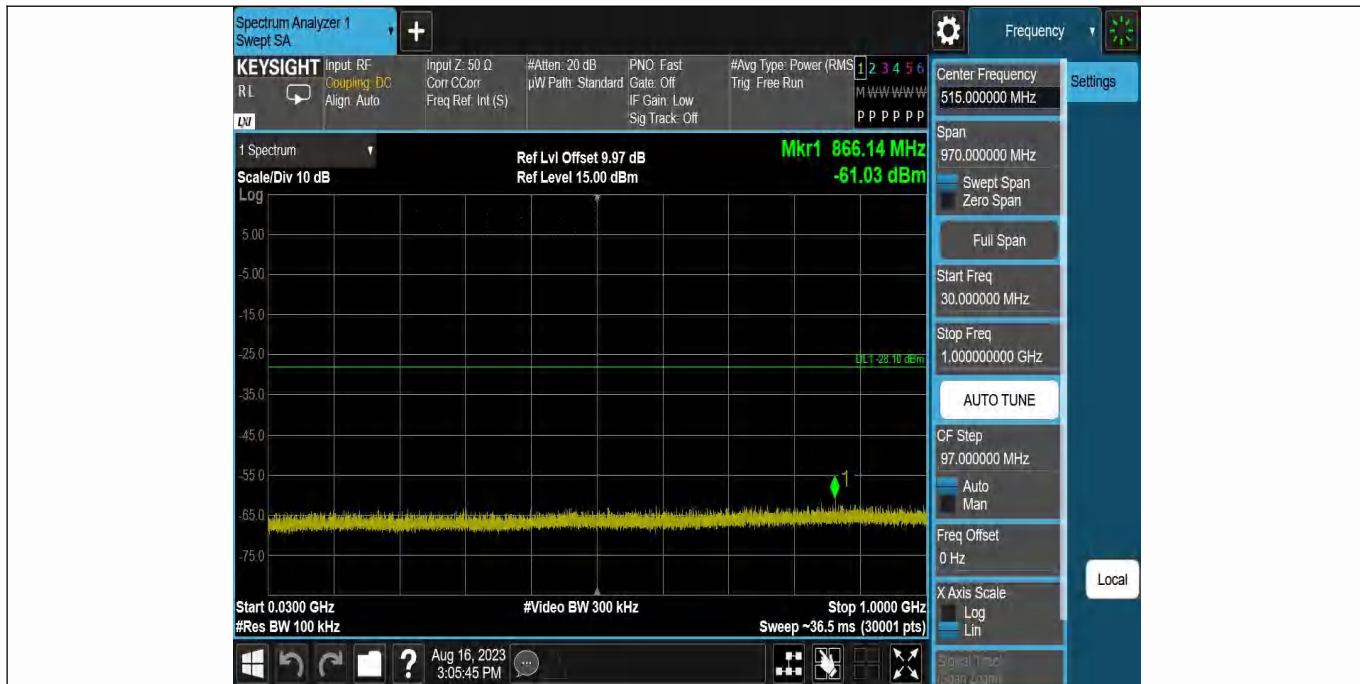 Spectrum Analyzer 1
Swept SA
+
Frequency
KEYSIGHT
R L
LXI
Input: RF
Coupling: DC
Align: Auto
Input Z: 50 Ω
Corr CCorr
Freq Ref: Int (S)
#Atten: 20 dB
µW Path: Standard
PNO: Fast
Gate: Off
IF Gain: Low
Sig Track: Off
#Avg Type: Power (RMS
Trig: Free Run
1 2 3 4 5 6
M W W W W W
P P P P P P
1 Spectrum
Scale/Div 10 dB
Ref Lvl Offset 9.97 dB
Ref Level 15.00 dBm
Mkr1 866.14 MHz
-61.03 dBm
Log
5.00
-5.00
-15.0
-25.0
DL1 -28.10 dBm
-35.0
-45.0
-55.0
1
-65.0
-75.0
Start 0.0300 GHz
#Res BW 100 kHz
#Video BW 300 kHz
Stop 1.0000 GHz
Sweep ~36.5 ms (30001 pts)
?
Aug 16, 2023
3:05:45 PM
Center Frequency
515.000000 MHz
Span
970.000000 MHz
Swept Span
Zero Span
Full Span
Start Freq
30.000000 MHz
Stop Freq
1.000000000 GHz
AUTO TUNE
CF Step
97.000000 MHz
Auto
Man
Freq Offset
0 Hz
X Axis Scale
Log
Lin
Signal Track
(Span Zoom)
Settings
Local